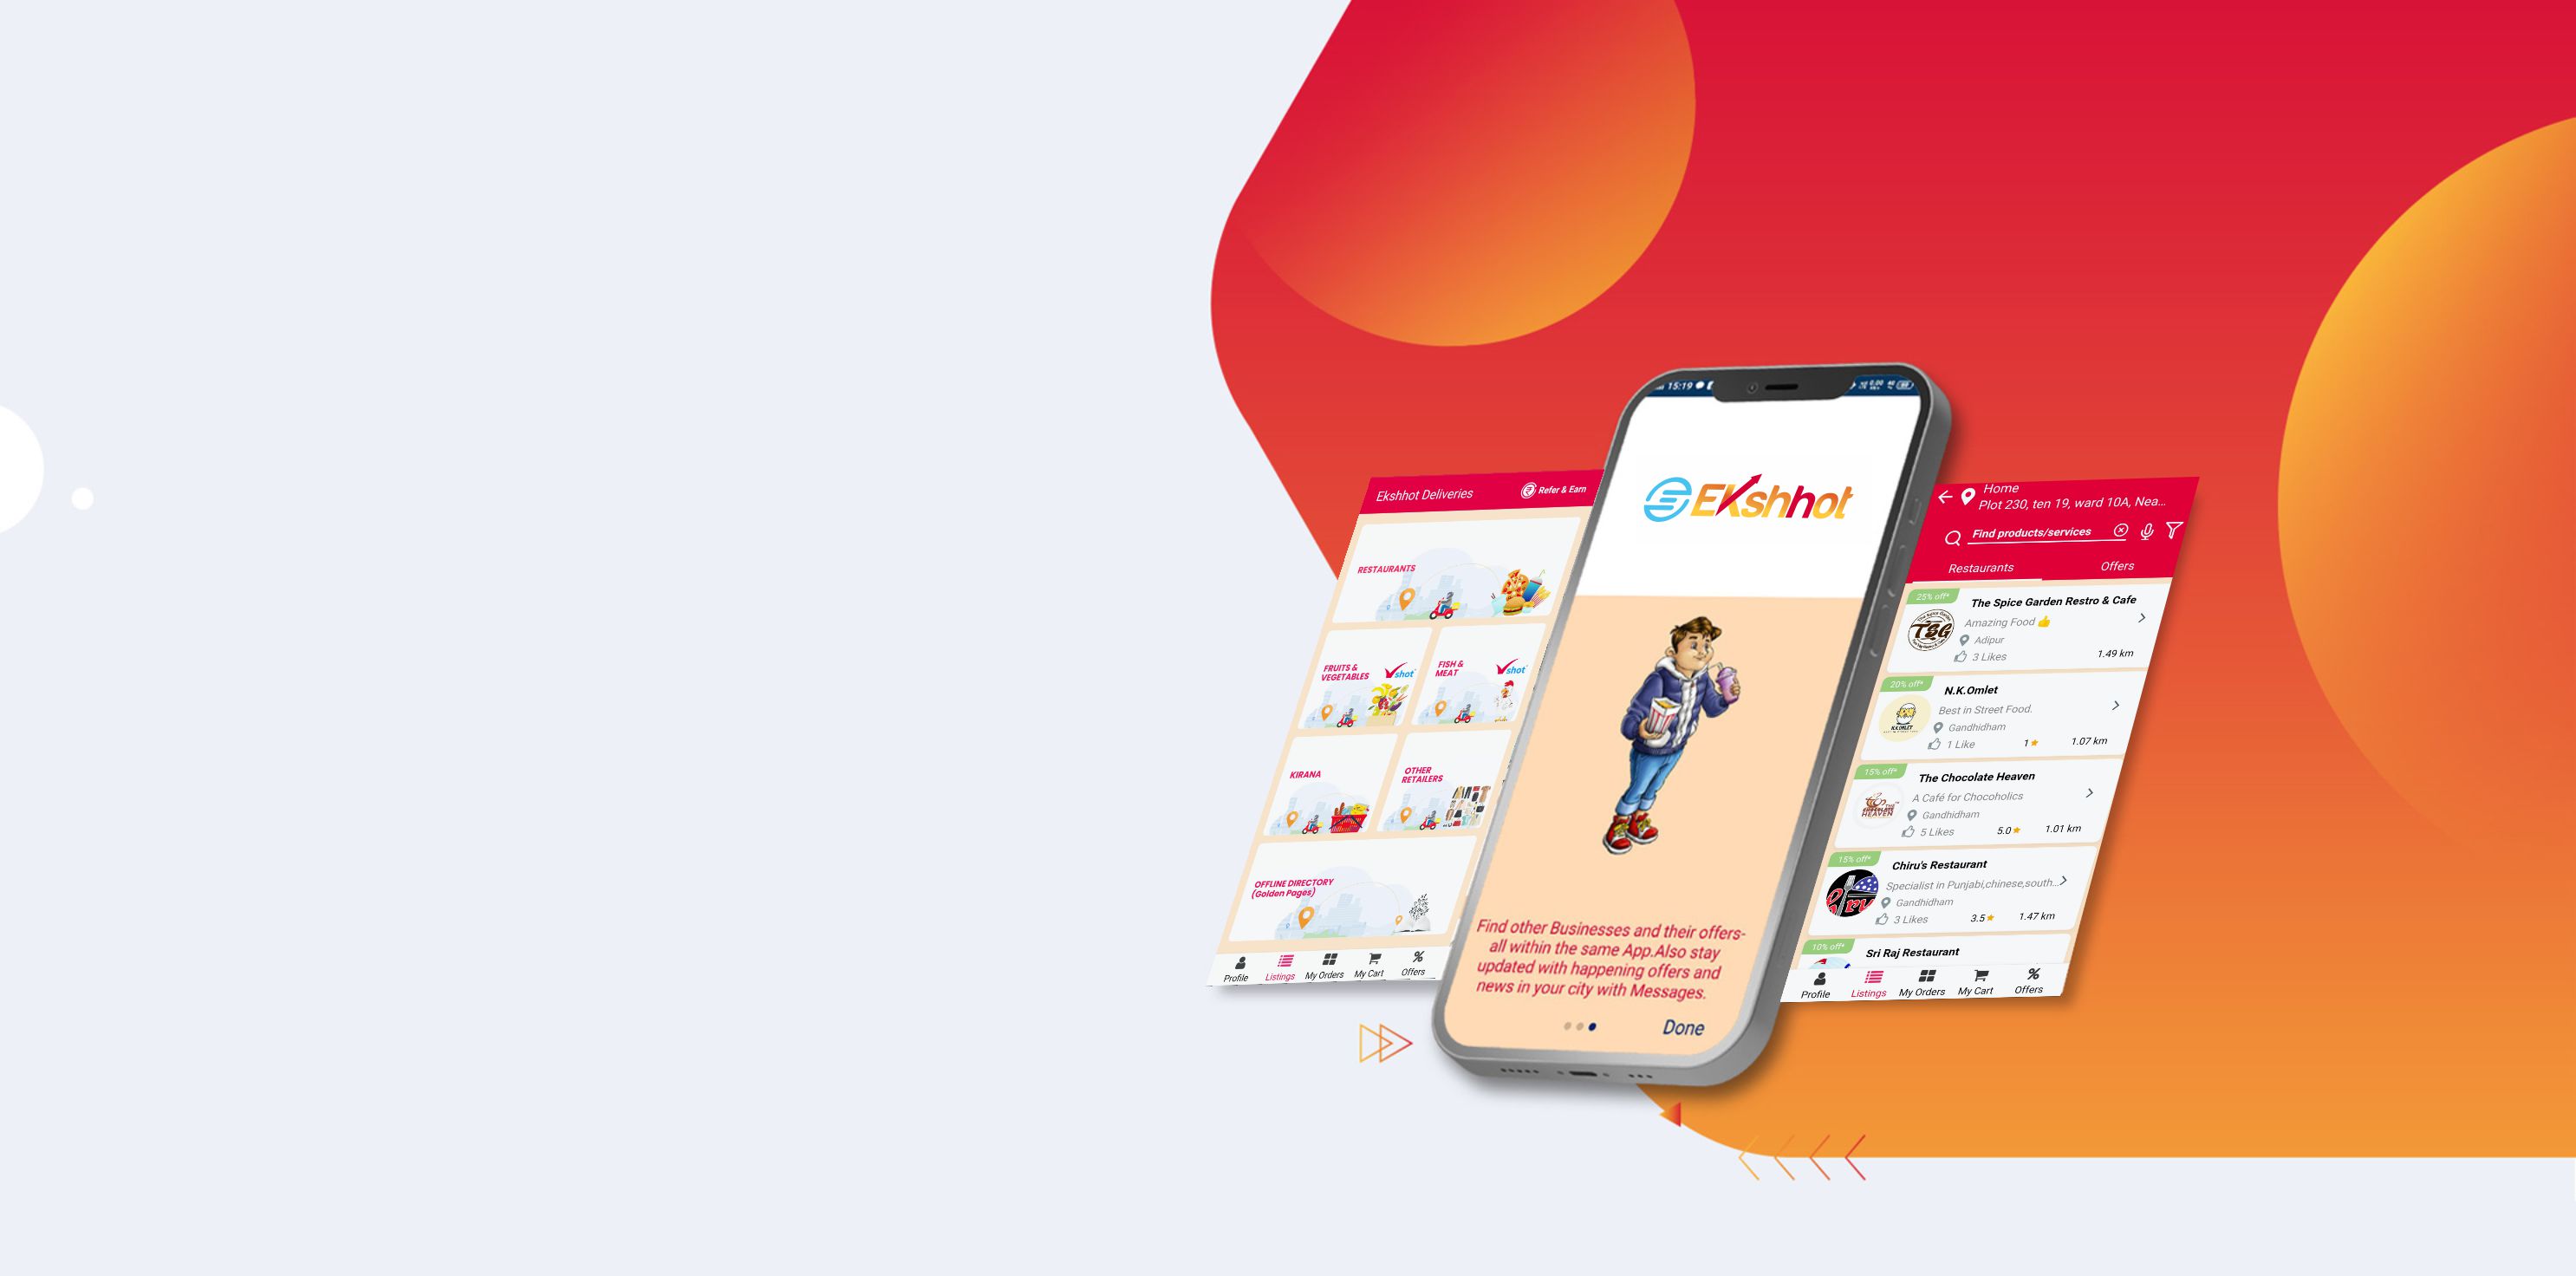 Ekshhot Deliveries
Refer & Earn
RESTAURANTS
FRUITS &
VEGETABLES
Vshot
FISH &
MEAT
Vshot
KIRANA
OTHER
RETAILERS
OFFLINE DIRECTORY
(Golden Pages)
Profile
Listings
My Orders
My Cart
Offers
15:19
EKshhot
Find other Businesses and their offers-
all within the same App.Also stay
updated with happening offers and
news in your city with Messages.
Done
Home
Plot 230, ten 19, ward 10A, Nea...
Find products/services
Restaurants
Offers
25% off*
The Spice Garden Restro & Cafe
TSG
Amazing Food 👍
Adipur
3 Likes
1.49 km
20% off*
N.K.Omlet
N.K.OMLET
Best in Street Food.
Gandhidham
1 Like
1★
1.07 km
15% off*
The Chocolate Heaven
A Café for Chocoholics
Gandhidham
5 Likes
5.0★
1.01 km
15% off*
Chiru's Restaurant
Specialist in Punjabi,chinese,south...
Gandhidham
3 Likes
3.5★
1.47 km
10% off*
Sri Raj Restaurant
Profile
Listings
My Orders
My Cart
Offers